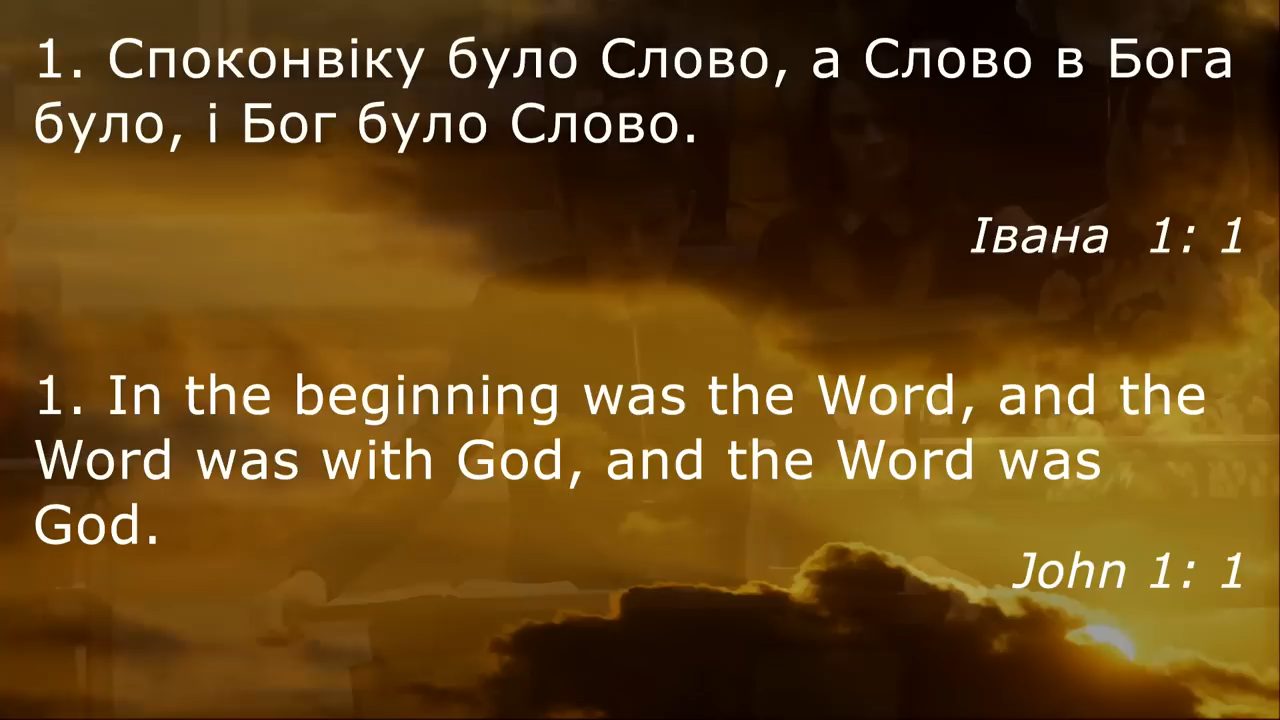 1. Споконвіку було Слово, а Слово в Бога
було, і Бог було Слово.
Івана 1: 1
1. In the beginning was the Word, and the
Word was with God, and the Word was
God.
John 1: 1